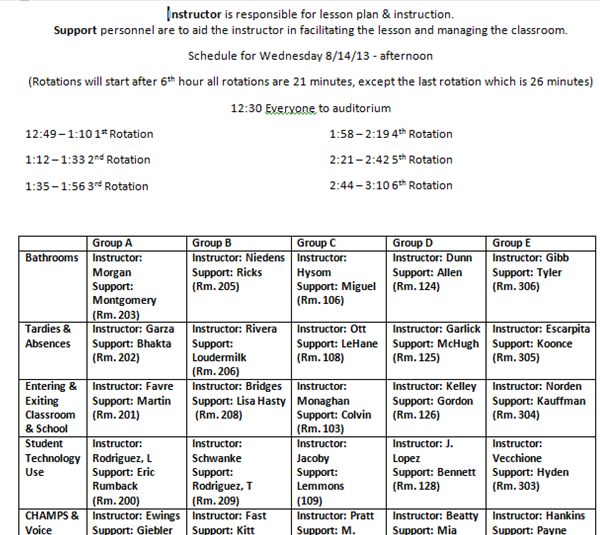 Instructor is responsible for lesson plan & instruction.
Support personnel are to aid the instructor in facilitating the lesson and managing the classroom.
Schedule for Wednesday 8/14/13 - afternoon
(Rotations will start after 6th hour all rotations are 21 minutes, except the last rotation which is 26 minutes)
12:30 Everyone to auditorium
12:49 – 1:10 1st Rotation
1:58 – 2:19 4th Rotation
1:12 – 1:33 2nd Rotation
2:21 – 2:42 5th Rotation
1:35 – 1:56 3rd Rotation
2:44 – 3:10 6th Rotation
Group A
Group B
Group C
Group D
Group E
Bathrooms
Instructor:
Morgan
Support:
Montgomery
(Rm. 203)
Instructor: Niedens
Support: Ricks
(Rm. 205)
Instructor:
Hysom
Support: Miguel
(Rm. 106)
Instructor: Dunn
Support: Allen
(Rm. 124)
Instructor: Gibb
Support: Tyler
(Rm. 306)
Tardies &
Absences
Instructor: Garza
Support: Bhakta
(Rm. 202)
Instructor: Rivera
Support:
Loudermilk
(Rm. 206)
Instructor: Ott
Support: LeHane
(Rm. 108)
Instructor: Garlick
Support: McHugh
(Rm. 125)
Instructor: Escarpita
Support: Koonce
(Rm. 305)
Entering &
Exiting
Classroom
& School
Instructor: Favre
Support: Martin
(Rm. 201)
Instructor: Bridges
Support: Lisa Hasty
(Rm. 208)
Instructor:
Monaghan
Support: Colvin
(Rm. 103)
Instructor: Kelley
Support: Gordon
(Rm. 126)
Instructor: Norden
Support: Kauffman
(Rm. 304)
Student
Technology
Use
Instructor:
Rodriguez, L
Support: Eric
Rumback
(Rm. 200)
Instructor:
Schwanke
Support:
Rodriguez, T
(Rm. 209)
Instructor:
Jacoby
Support:
Lemmons
(109)
Instructor: J.
Lopez
Support: Bennett
(Rm. 128)
Instructor:
Vecchione
Support: Hyden
(Rm. 303)
CHAMPS &
Voice
Instructor: Ewings
Support: Giebler
Instructor: Fast
Support: Kitt
Instructor: Pratt
Support: M.
Instructor: Beatty
Support: Mia
Instructor: Hankins
Support: Payne